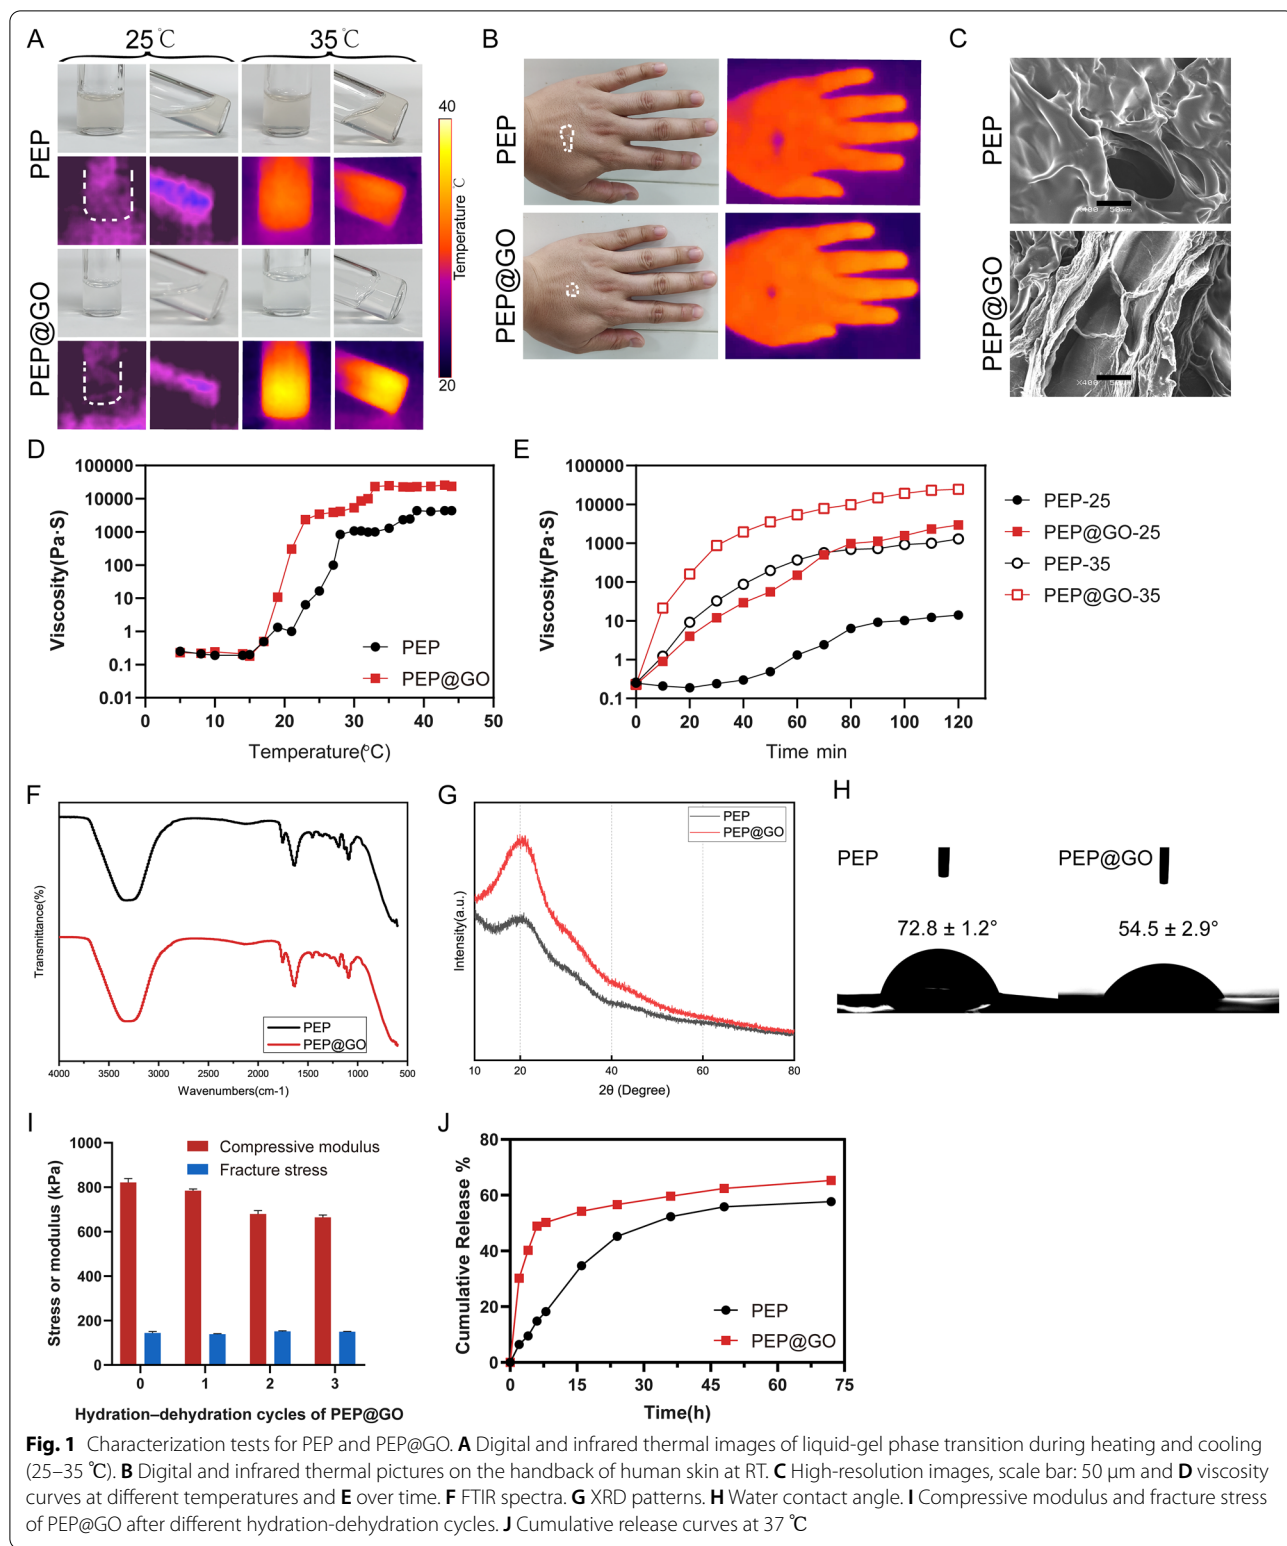 A
25 ℃
35 ℃
PEP
PEP@GO
40
Temperature ℃
20
B
PEP
PEP@GO
C
PEP
X400 50μm
PEP@GO
D
100000
10000
1000
100
10
1
0.1
0.01
Viscosity(Pa·S)
PEP
PEP@GO
0 10 20 30 40 50
Temperature(°C)
E
100000
10000
1000
100
10
1
0.1
Viscosity(Pa·S)
0 20 40 60 80 100 120
Time min
PEP-25
PEP@GO-25
PEP-35
PEP@GO-35
F
Transmittance(%)
PEP
PEP@GO
4000 3500 3000 2500 2000 1500 1000 500
Wavenumbers(cm-1)
G
Intensity(a.u.)
PEP
PEP@GO
10 20 40 60 80
2θ (Degree)
H
PEP
PEP@GO
72.8 ± 1.2°
54.5 ± 2.9°
I
1000
800
600
400
200
0
Stress or modulus (kPa)
Compressive modulus
Fracture stress
0 1 2 3
Hydration–dehydration cycles of PEP@GO
J
80
60
40
20
0
Cumulative Release %
PEP
PEP@GO
0 15 30 45 60 75
Time(h)
Fig. 1 Characterization tests for PEP and PEP@GO. A Digital and infrared thermal images of liquid-gel phase transition during heating and cooling
(25–35 ℃). B Digital and infrared thermal pictures on the handback of human skin at RT. C High-resolution images, scale bar: 50 μm and D viscosity
curves at different temperatures and E over time. F FTIR spectra. G XRD patterns. H Water contact angle. I Compressive modulus and fracture stress
of PEP@GO after different hydration-dehydration cycles. J Cumulative release curves at 37 ℃